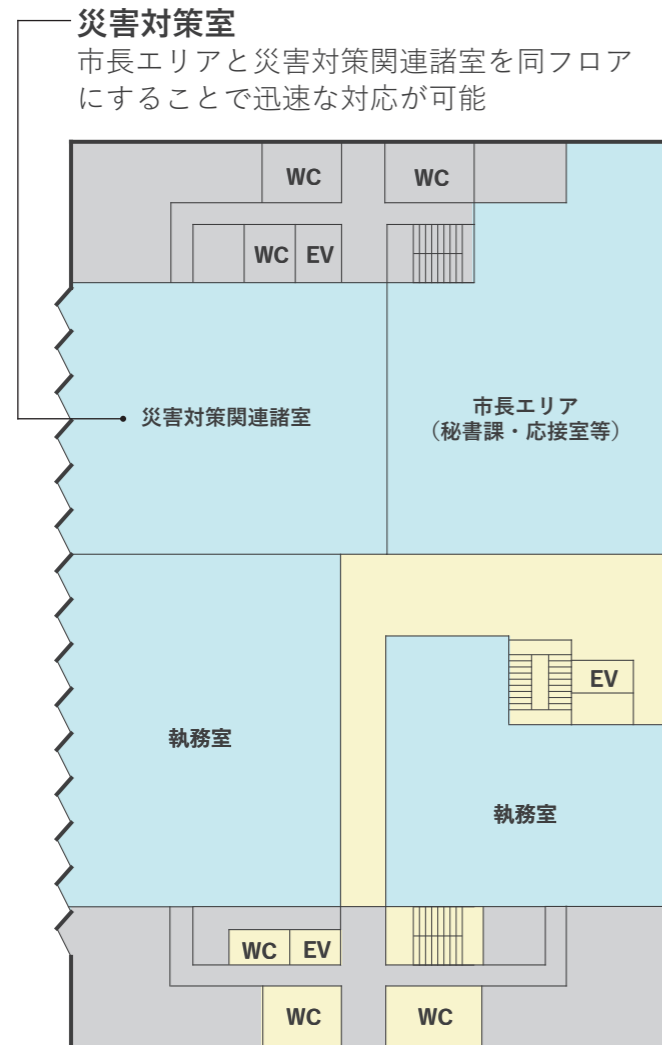 災害対策室
市長エリアと災害対策関連諸室を同フロア
にすることで迅速な対応が可能
WC
WC
WC
EV
災害対策関連諸室
市長エリア
（秘書課・応接室等）
EV
執務室
執務室
WC
EV
WC
WC